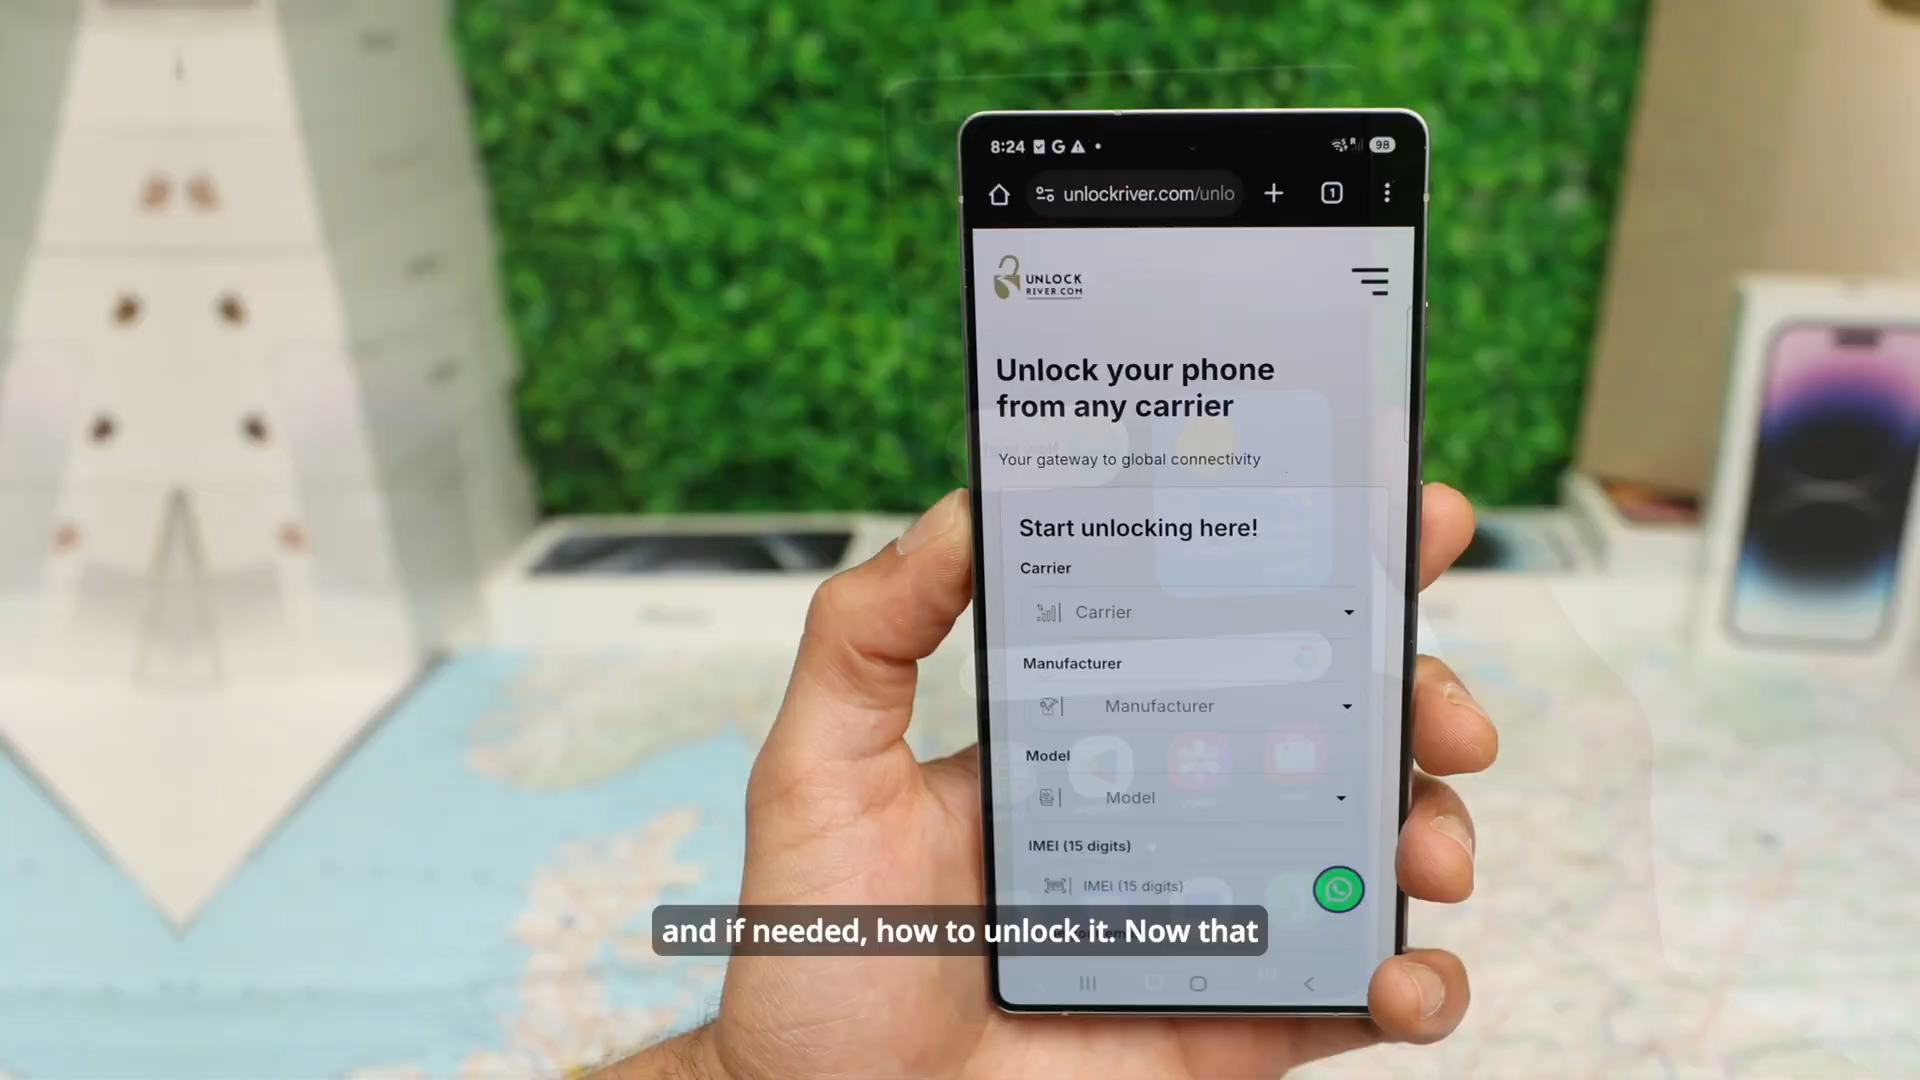 8:24
98
unlockriver.com/unlo
1
UNLOCK
RIVER.COM
Unlock your phone
from any carrier
Your gateway to global connectivity
Start unlocking here!
Carrier
Carrier
Manufacturer
Manufacturer
Model
Model
IMEI (15 digits)
IMEI (15 digits)
and if needed, how to unlock it. Now that